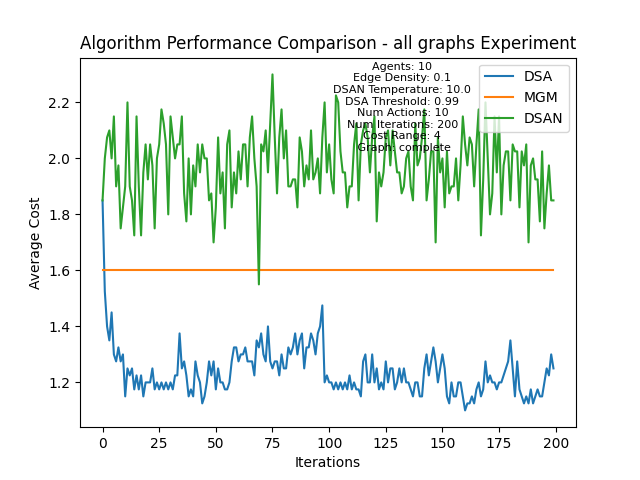 Algorithm Performance Comparison - all graphs Experiment
Agents: 10
Edge Density: 0.1
DSAN Temperature: 10.0
DSA Threshold: 0.99
Num Actions: 10
Num Iterations: 200
Cost Range: 4
Graph: complete
DSA
MGM
DSAN
Average Cost
2.2
2.0
1.8
1.6
1.4
1.2
0
25
50
75
100
125
150
175
200
Iterations